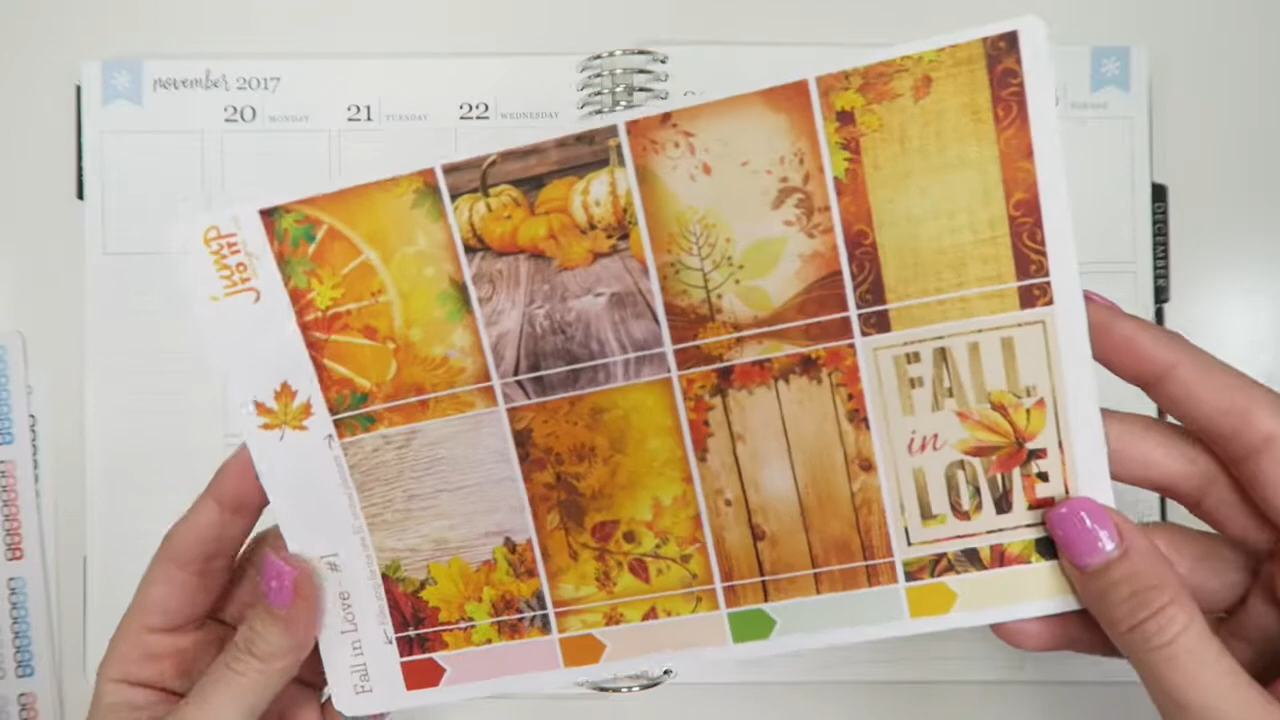 november 2017
20 MONDAY
21 TUESDAY
22 WEDNESDAY
DECEMBER
jump
TO IT!
FALL
in
LOVE
Fall in Love - #1